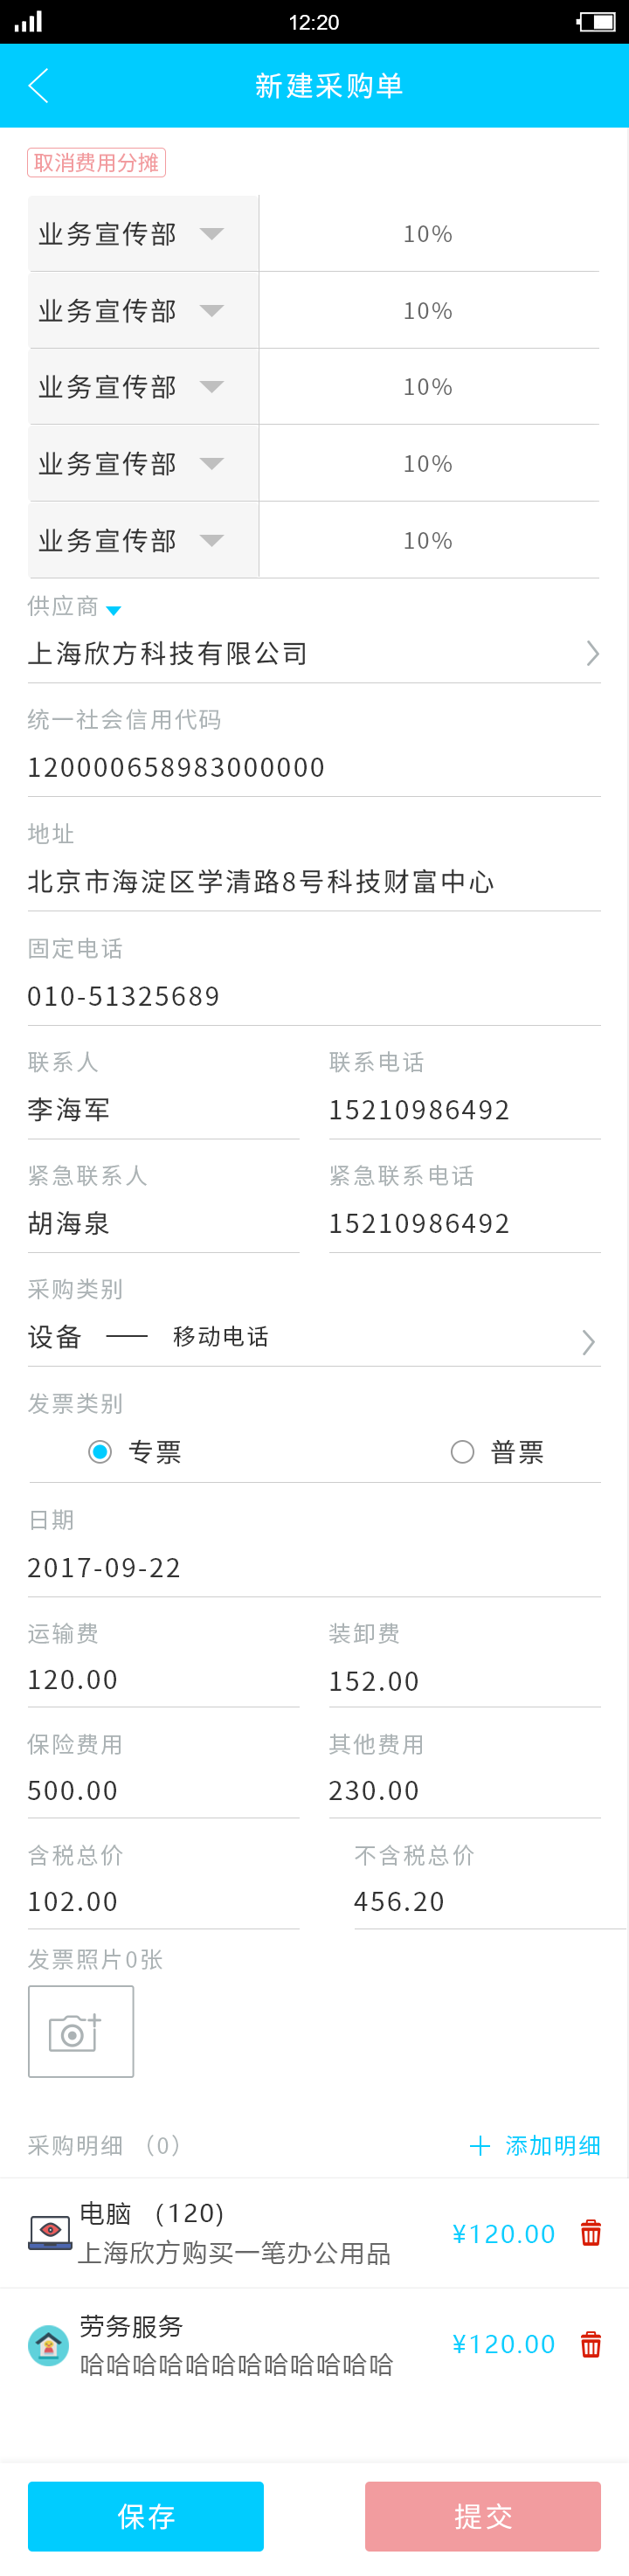 12:20
新建采购单
取消费用分摊
业务宣传部 10%
业务宣传部 10%
业务宣传部 10%
业务宣传部 10%
业务宣传部 10%
供应商
上海欣方科技有限公司
统一社会信用代码
120000658983000000
地址
北京市海淀区学清路8号科技财富中心
固定电话
010-51325689
联系人 联系电话
李海军 15210986492
紧急联系人 紧急联系电话
胡海泉 15210986492
采购类别
设备 —— 移动电话
发票类别
专票 普票
日期
2017-09-22
运输费 装卸费
120.00 152.00
保险费用 其他费用
500.00 230.00
含税总价 不含税总价
102.00 456.20
发票照片0张
采购明细 （0） 添加明细
电脑 （120) ¥120.00
上海欣方购买一笔办公用品
劳务服务 ¥120.00
哈哈哈哈哈哈哈哈哈哈哈哈
保存 提交